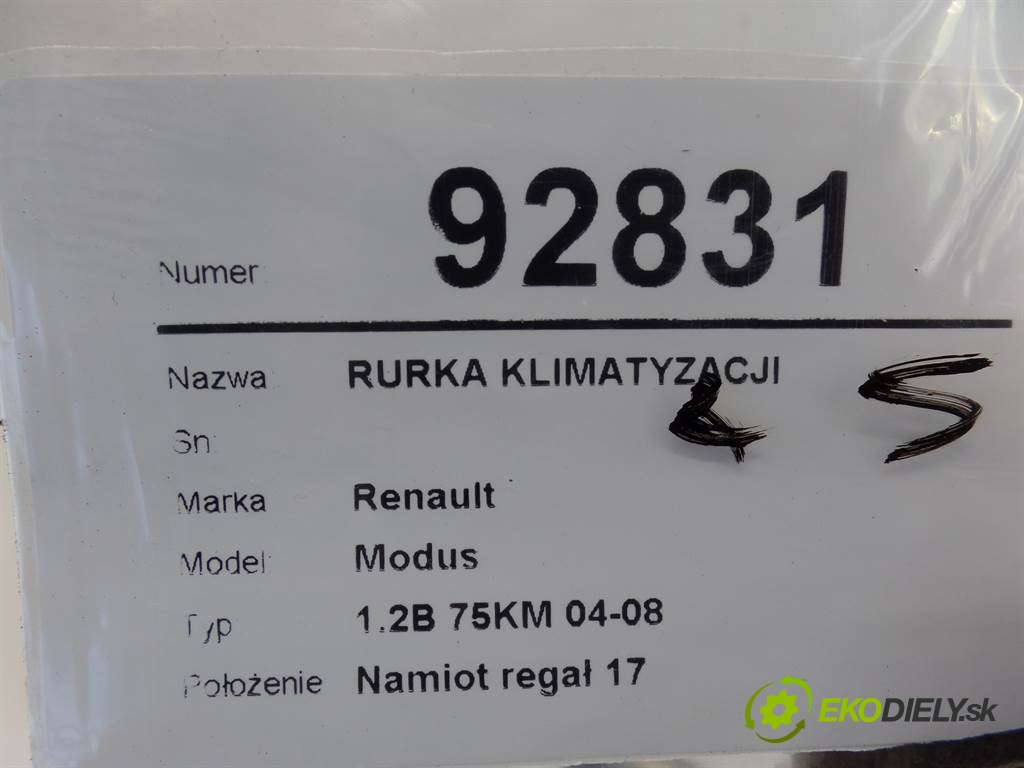 Numer 92831
Nazwa RURKA KLIMATYZACJI
Sn:
Marka Renault
Model Modus
Typ 1.2B 75KM 04-08
Położenie Namiot regał 17
EKODIELY.sk